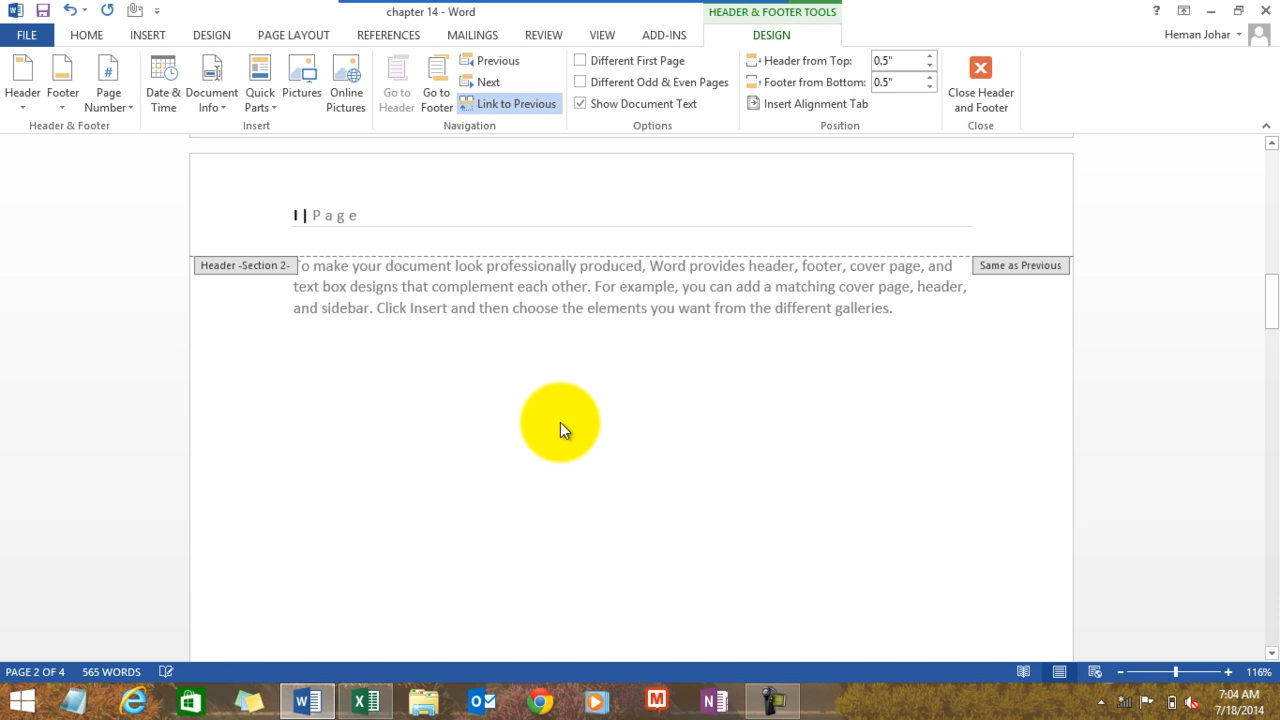 chapter 14 - Word
HEADER & FOOTER TOOLS
?
FILE HOME INSERT DESIGN PAGE LAYOUT REFERENCES MAILINGS REVIEW VIEW ADD-INS DESIGN Heman Johar
Header Footer Page Number
Header & Footer
Date & Time Document Info Quick Parts Pictures Online Pictures
Insert
Go to Header Go to Footer
Previous
Next
Link to Previous
Navigation
Different First Page
Different Odd & Even Pages
Show Document Text
Options
Header from Top: 0.5"
Footer from Bottom: 0.5"
Insert Alignment Tab
Position
Close Header and Footer
Close
I | P a g e
Header -Section 2-
Same as Previous
o make your document look professionally produced, Word provides header, footer, cover page, and
text box designs that complement each other. For example, you can add a matching cover page, header,
and sidebar. Click Insert and then choose the elements you want from the different galleries.
PAGE 2 OF 4 565 WORDS 116%
7:04 AM
7/18/2014